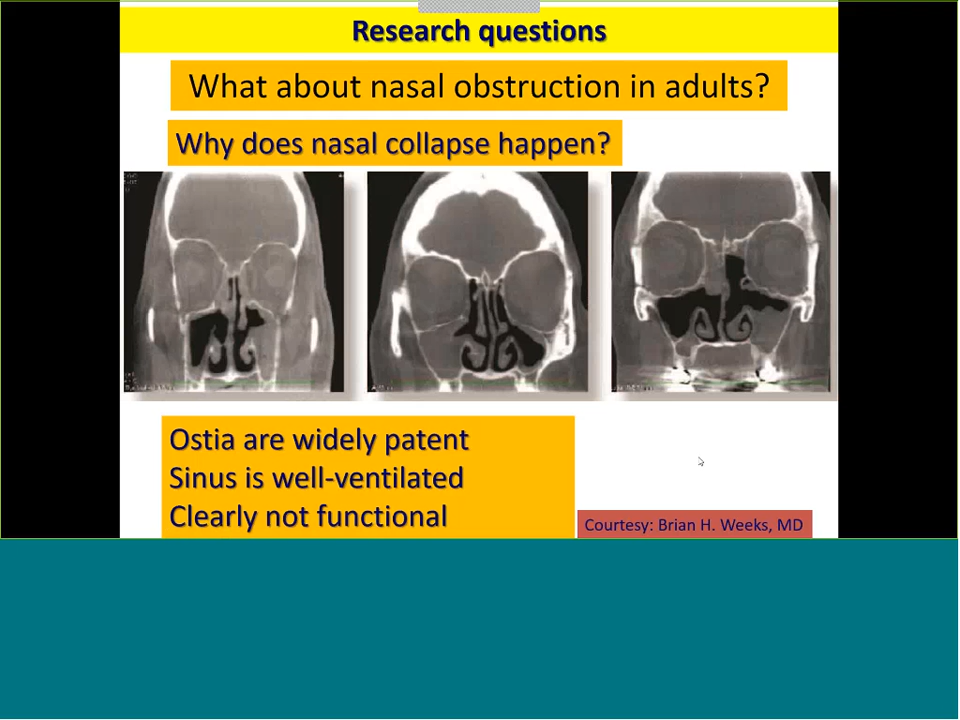 Research questions
What about nasal obstruction in adults?
Why does nasal collapse happen?
Ostia are widely patent
Sinus is well-ventilated
Clearly not functional
Courtesy: Brian H. Weeks, MD